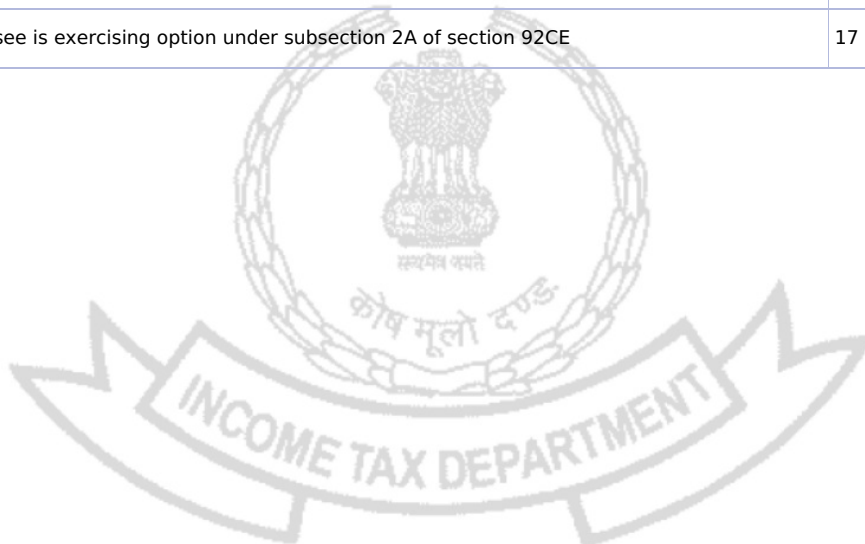 see is exercising option under subsection 2A of section 92CE 17
सत्यमेव जयते
कोष मूलो दण्डः
INCOME TAX DEPARTMENT